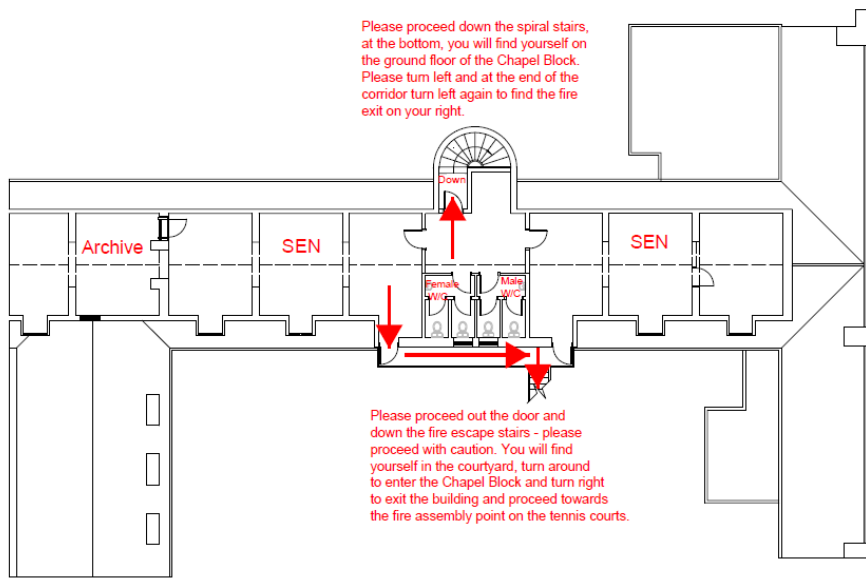 Please proceed down the spiral stairs,
at the bottom, you will find yourself on
the ground floor of the Chapel Block.
Please turn left and at the end of the
corridor turn left again to find the fire
exit on your right.
Down
Archive
SEN
SEN
Female
W/C
Male
W/C
Please proceed out the door and
down the fire escape stairs - please
proceed with caution. You will find
yourself in the courtyard, turn around
to enter the Chapel Block and turn right
to exit the building and proceed towards
the fire assembly point on the tennis courts.